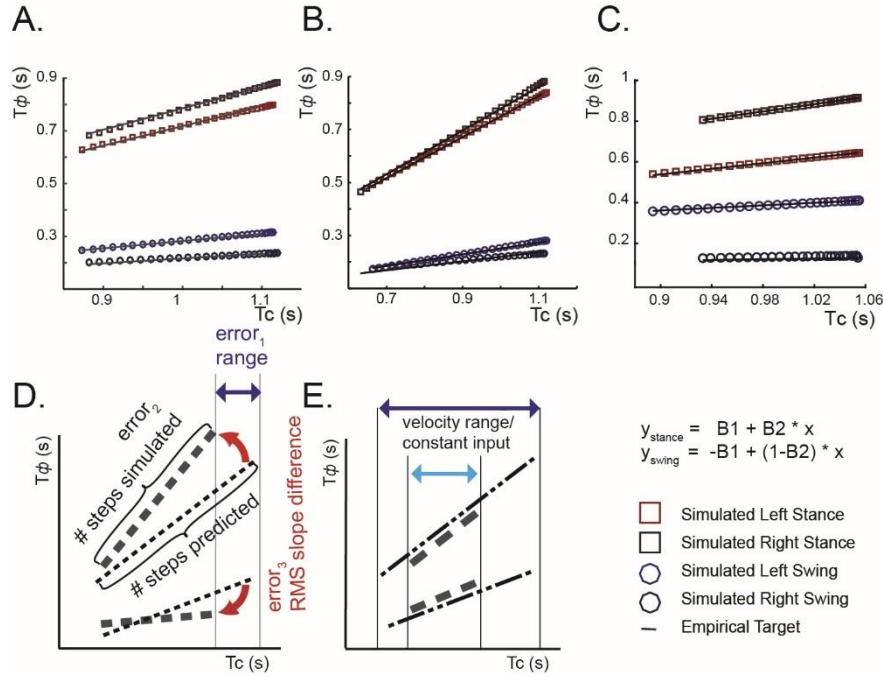 A.
B.
C.
Tϕ (s)
0.9
0.7
0.5
0.3
0.9
1
1.1
Tc (s)
Tϕ (s)
0.9
0.7
0.5
0.3
0.7
0.9
1.1
Tc (s)
Tϕ (s)
1
0.8
0.6
0.4
0.2
0.9
0.94
0.98
1.02
1.06
Tc (s)
D.
error1
range
error2
# steps simulated
# steps predicted
error3
RMS slope difference
Tϕ (s)
Tc (s)
E.
velocity range/
constant input
Tϕ (s)
Tc (s)
ystance = B1 + B2 * x
yswing = -B1 + (1-B2) * x
Simulated Left Stance
Simulated Right Stance
Simulated Left Swing
Simulated Right Swing
Empirical Target